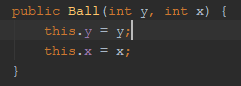 public Ball(int y, int x) {
    this.y = y;
    this.x = x;
}